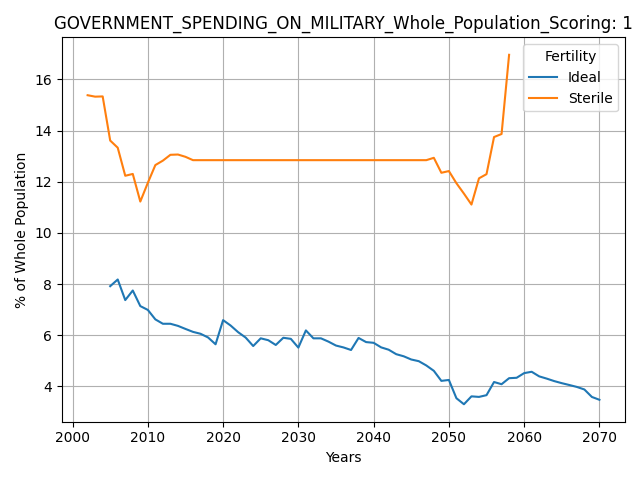 GOVERNMENT_SPENDING_ON_MILITARY_Whole_Population_Scoring: 1
Fertility
Ideal
Sterile
% of Whole Population
16
14
12
10
8
6
4
2000 2010 2020 2030 2040 2050 2060 2070
Years